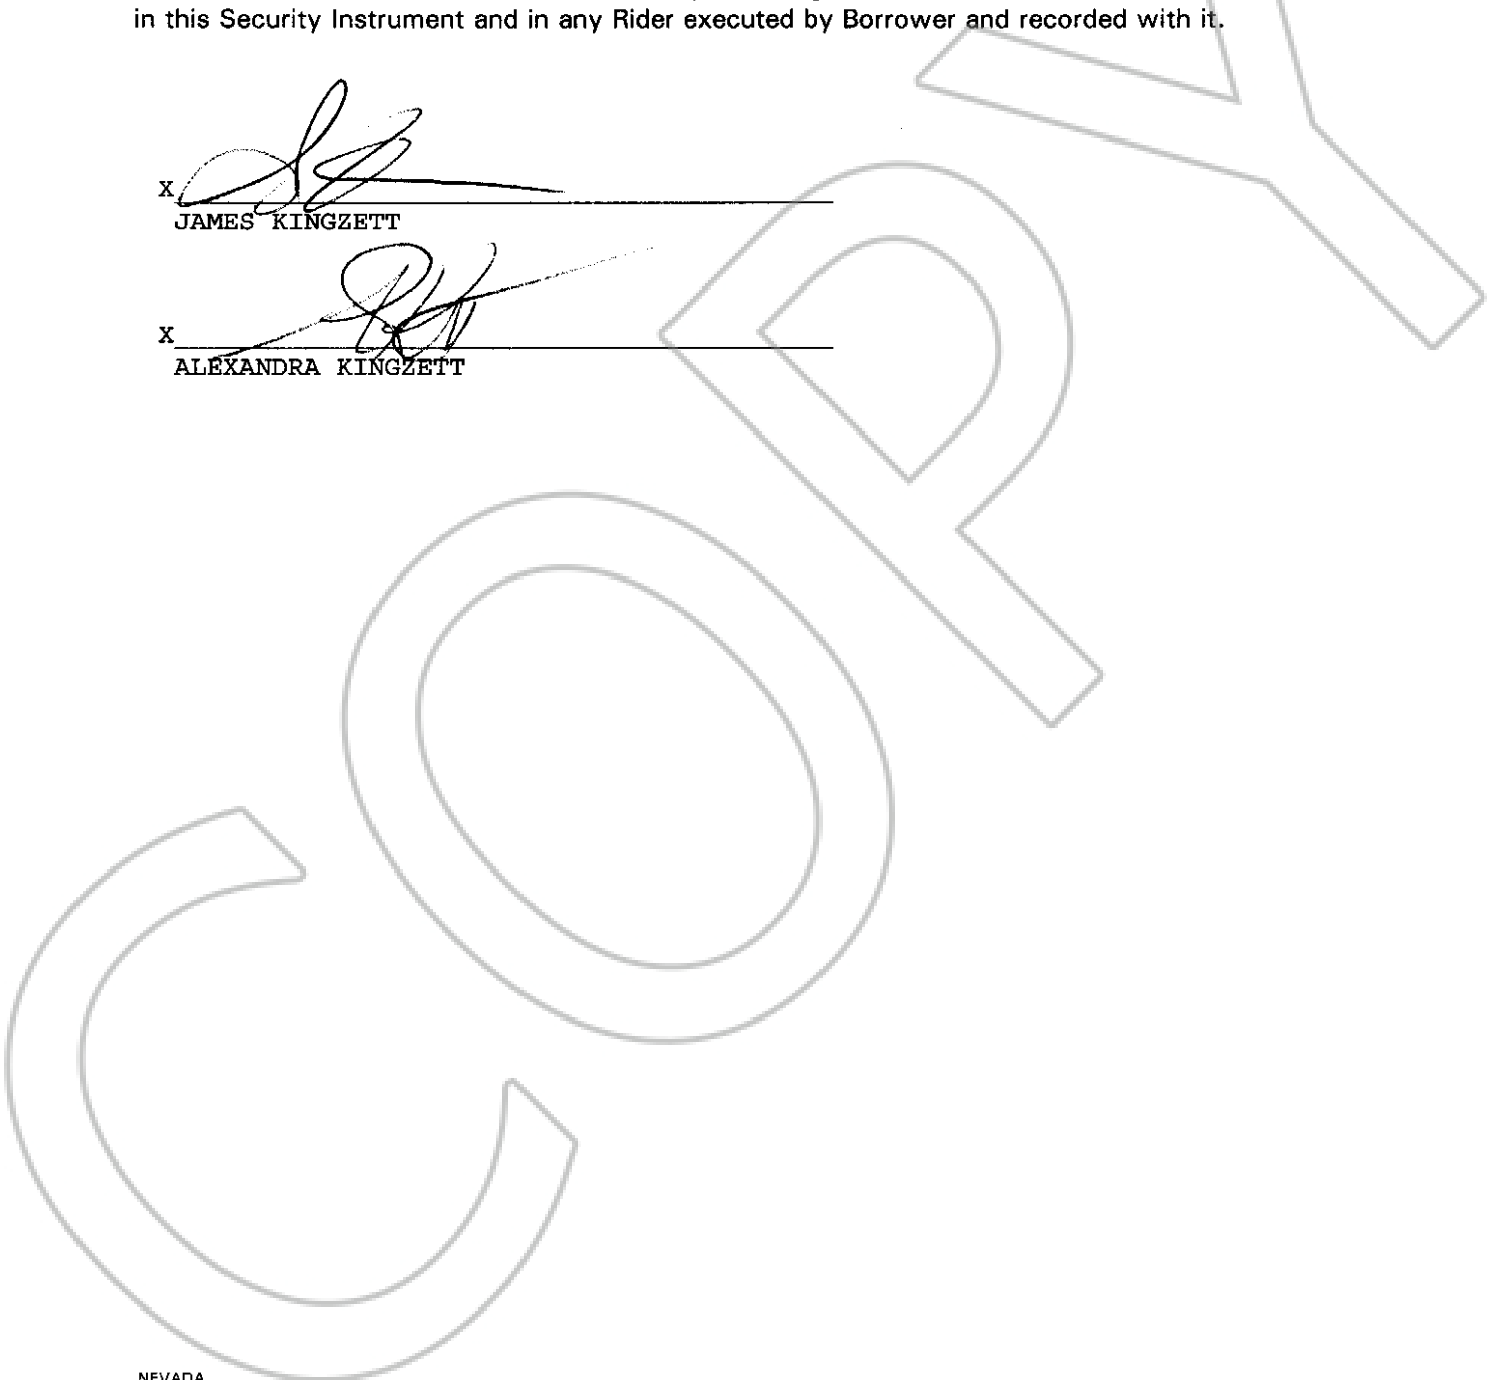 in this Security Instrument and in any Rider executed by Borrower and recorded with it.
X
JAMES KINGZETT
X
ALEXANDRA KINGZETT
COPY
NEVADA